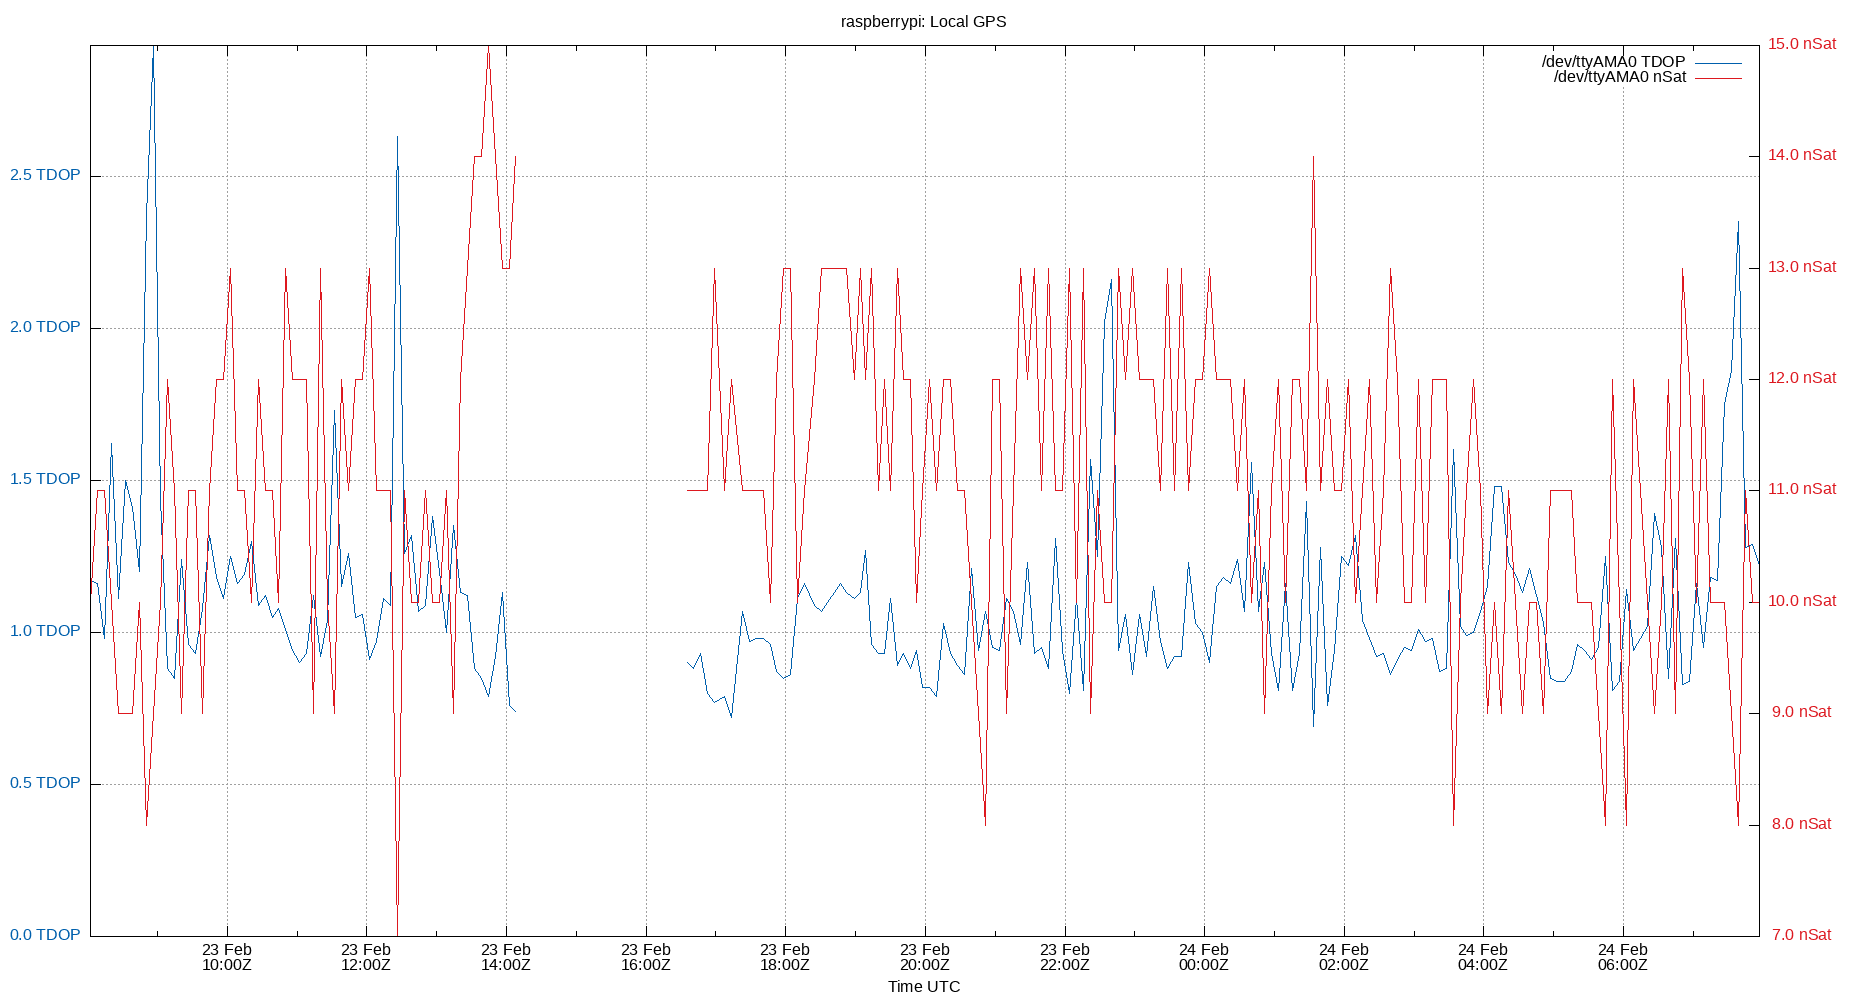 raspberrypi: Local GPS
/dev/ttyAMA0 TDOP
/dev/ttyAMA0 nSat
2.5 TDOP
2.0 TDOP
1.5 TDOP
1.0 TDOP
0.5 TDOP
0.0 TDOP
15.0 nSat
14.0 nSat
13.0 nSat
12.0 nSat
11.0 nSat
10.0 nSat
9.0 nSat
8.0 nSat
7.0 nSat
23 Feb
10:00Z
23 Feb
12:00Z
23 Feb
14:00Z
23 Feb
16:00Z
23 Feb
18:00Z
23 Feb
20:00Z
23 Feb
22:00Z
24 Feb
00:00Z
24 Feb
02:00Z
24 Feb
04:00Z
24 Feb
06:00Z
Time UTC